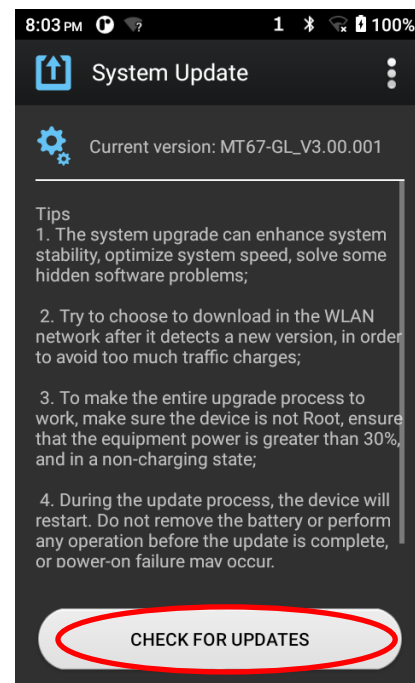 8:03 PM 1 100%
System Update
Current version: MT67-GL_V3.00.001
Tips
1. The system upgrade can enhance system
stability, optimize system speed, solve some
hidden software problems;
2. Try to choose to download in the WLAN
network after it detects a new version, in order
to avoid too much traffic charges;
3. To make the entire upgrade process to
work, make sure the device is not Root, ensure
that the equipment power is greater than 30%,
and in a non-charging state;
4. During the update process, the device will
restart. Do not remove the battery or perform
any operation before the update is complete,
or power-on failure may occur.
CHECK FOR UPDATES